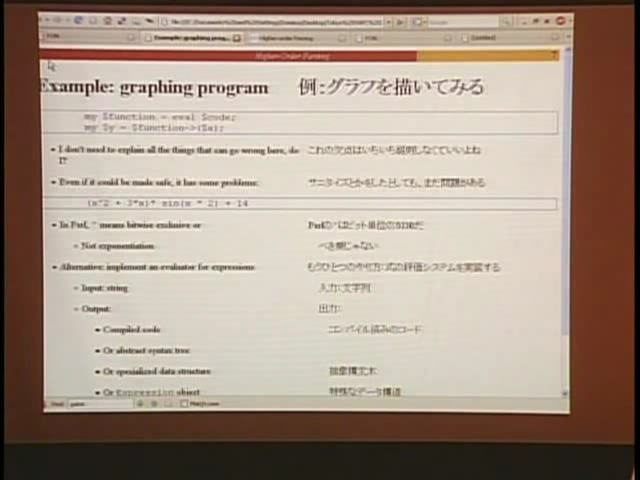 Higher-Order Parsing
Example: graphing program 例：グラフを描いてみる
my $function = eval $code;
my $y = $function->($x);
I don't need to explain all the things that can go wrong here, do I? これの欠点はいちいち説明しなくていいよね
Even if it could be made safe, it has some problems: サニタイズとかをしたとしても、まだ問題がある
(x^2 + 3*x)* sin(x * 2) + 14
In Perl, ^ means bitwise exclusive or Perlの^はビット単位のXORだ
Not exponentiation べき乗じゃない
Alternative: implement an evaluator for expressions もうひとつのやり方：式の評価システムを実装する
Input: string 入力：文字列
Output: 出力：
Compiled code コンパイル済みのコード
Or abstract syntax tree
Or specialized data structure 抽象構文木
Or Expression object 特殊なデータ構造